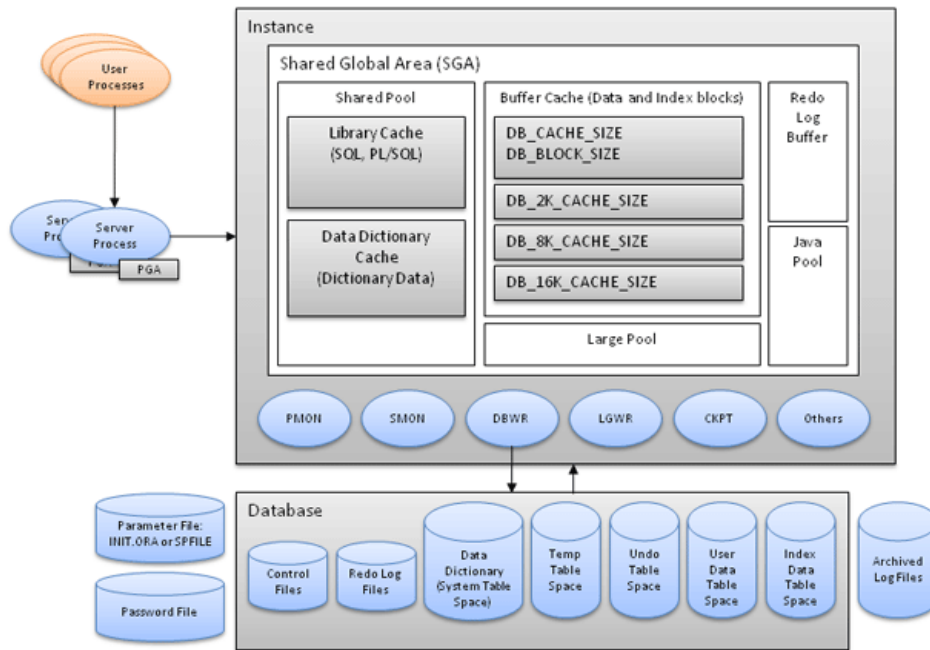 Instance
Shared Global Area (SGA)
User
Processes
Shared Pool
Library Cache
(SQL, PL/SQL)
Data Dictionary
Cache
(Dictionary Data)
Buffer Cache (Data and Index blocks)
DB_CACHE_SIZE
DB_BLOCK_SIZE
DB_2K_CACHE_SIZE
DB_8K_CACHE_SIZE
DB_16K_CACHE_SIZE
Large Pool
Redo
Log
Buffer
Java
Pool
Server
Process
PGA
PMON
SMON
DBWR
LGWR
CKPT
Others
Database
Parameter File:
INIT.ORA or SPFILE
Password File
Control
Files
Redo Log
Files
Data
Dictionary
(System Table
Space)
Temp
Table
Space
Undo
Table
Space
User
Data
Table
Space
Index
Data
Table
Space
Archived
Log Files